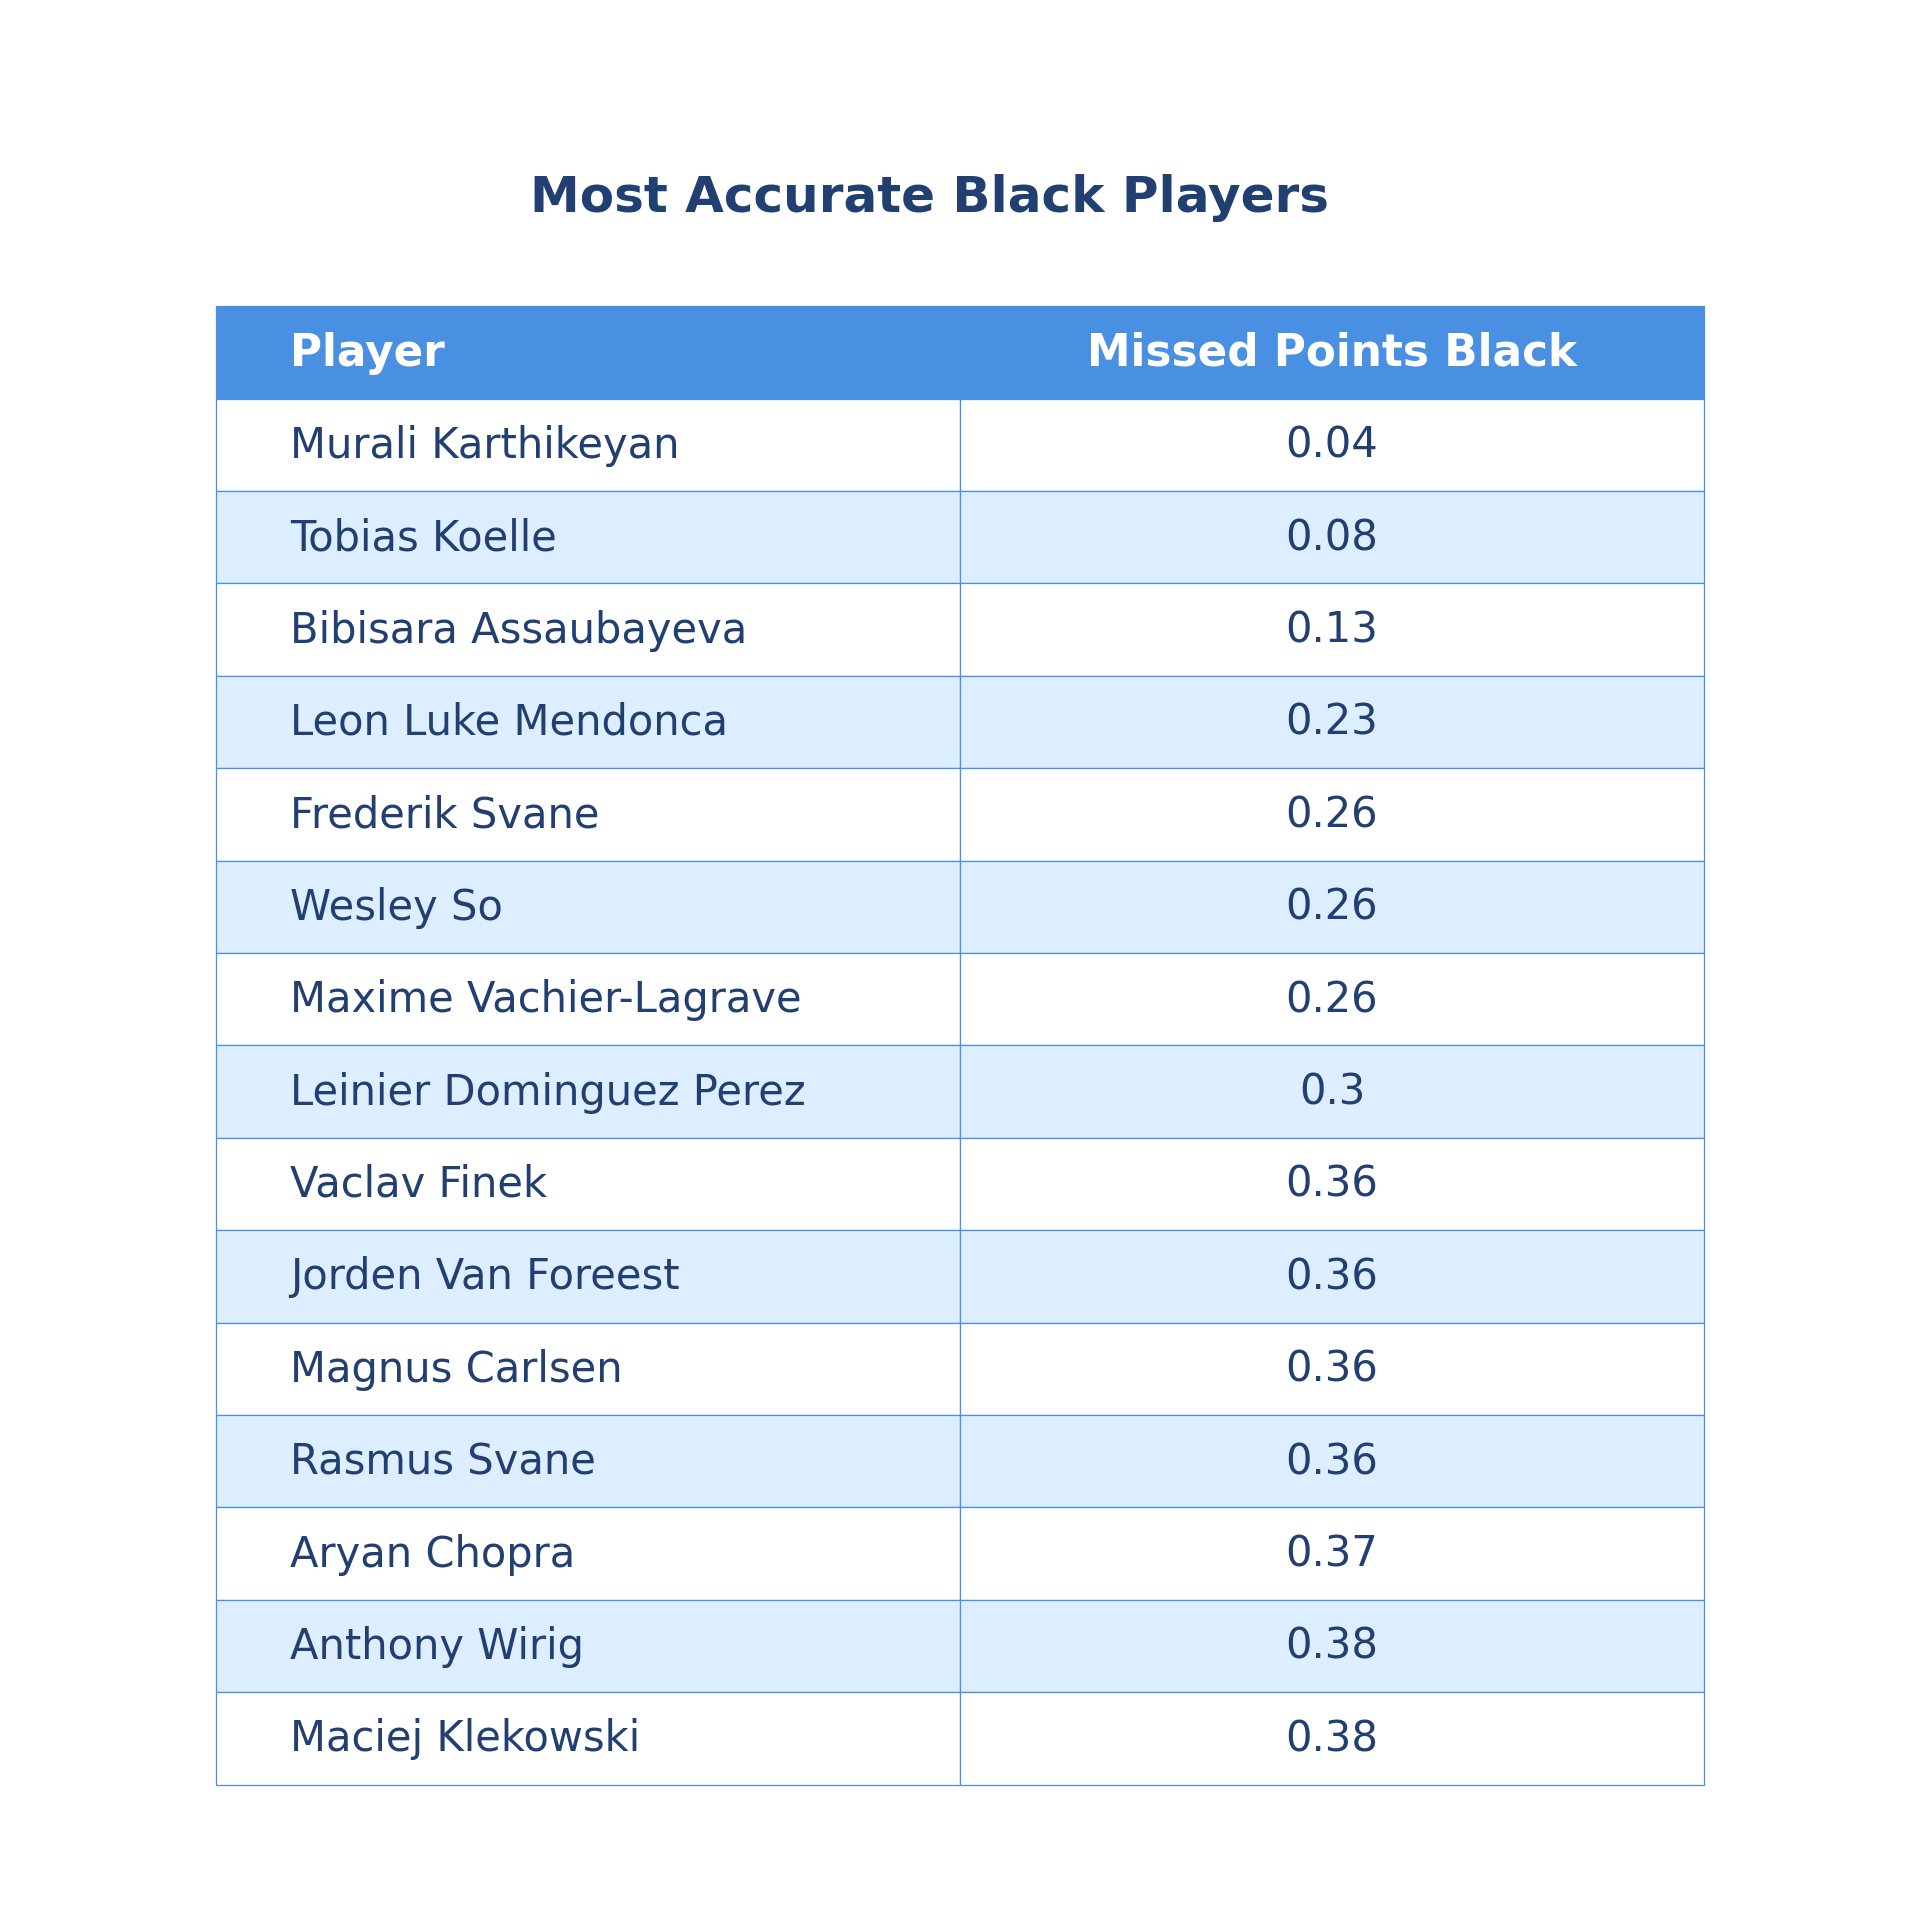 Most Accurate Black Players
Player Missed Points Black
Murali Karthikeyan 0.04
Tobias Koelle 0.08
Bibisara Assaubayeva 0.13
Leon Luke Mendonca 0.23
Frederik Svane 0.26
Wesley So 0.26
Maxime Vachier-Lagrave 0.26
Leinier Dominguez Perez 0.3
Vaclav Finek 0.36
Jorden Van Foreest 0.36
Magnus Carlsen 0.36
Rasmus Svane 0.36
Aryan Chopra 0.37
Anthony Wirig 0.38
Maciej Klekowski 0.38